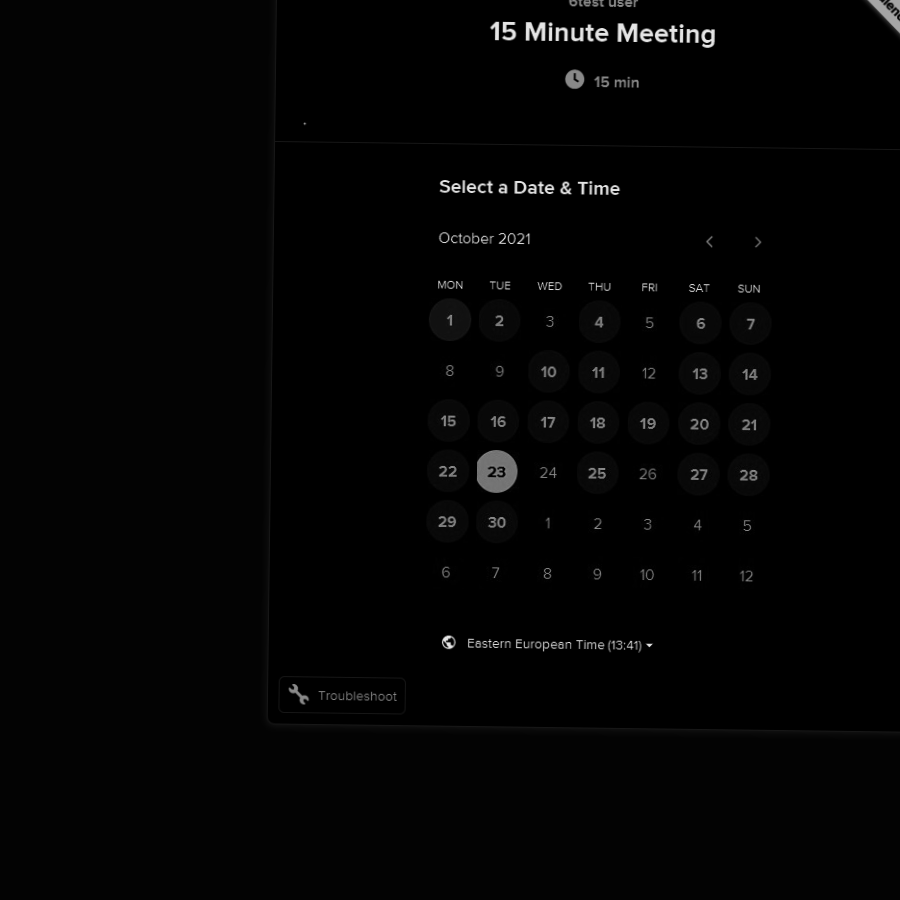 6test user
15 Minute Meeting
15 min
Select a Date & Time
October 2021
MON TUE WED THU FRI SAT SUN
1 2 3 4 5 6 7
8 9 10 11 12 13 14
15 16 17 18 19 20 21
22 23 24 25 26 27 28
29 30 1 2 3 4 5
6 7 8 9 10 11 12
Eastern European Time (13:41)
Troubleshoot